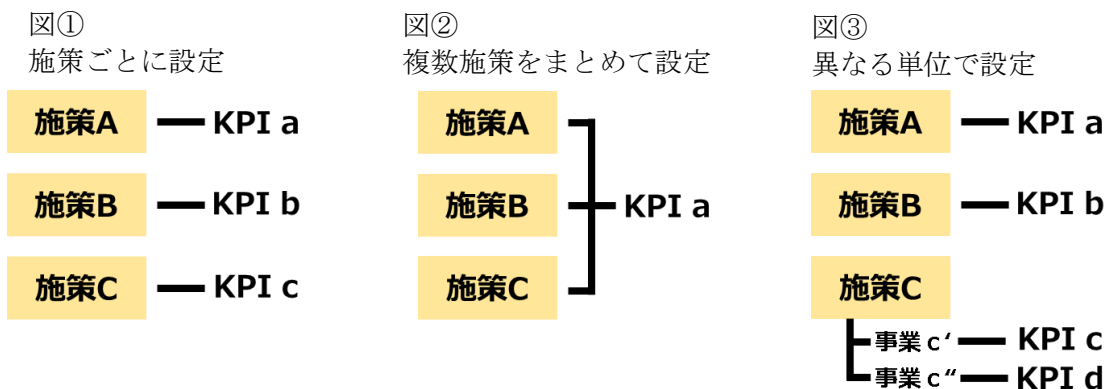 図①
施策ごとに設定
施策A KPI a
施策B KPI b
施策C KPI c
図②
複数施策をまとめて設定
施策A
施策B KPI a
施策C
図③
異なる単位で設定
施策A KPI a
施策B KPI b
施策C
事業c′ KPI c
事業c″ KPI d